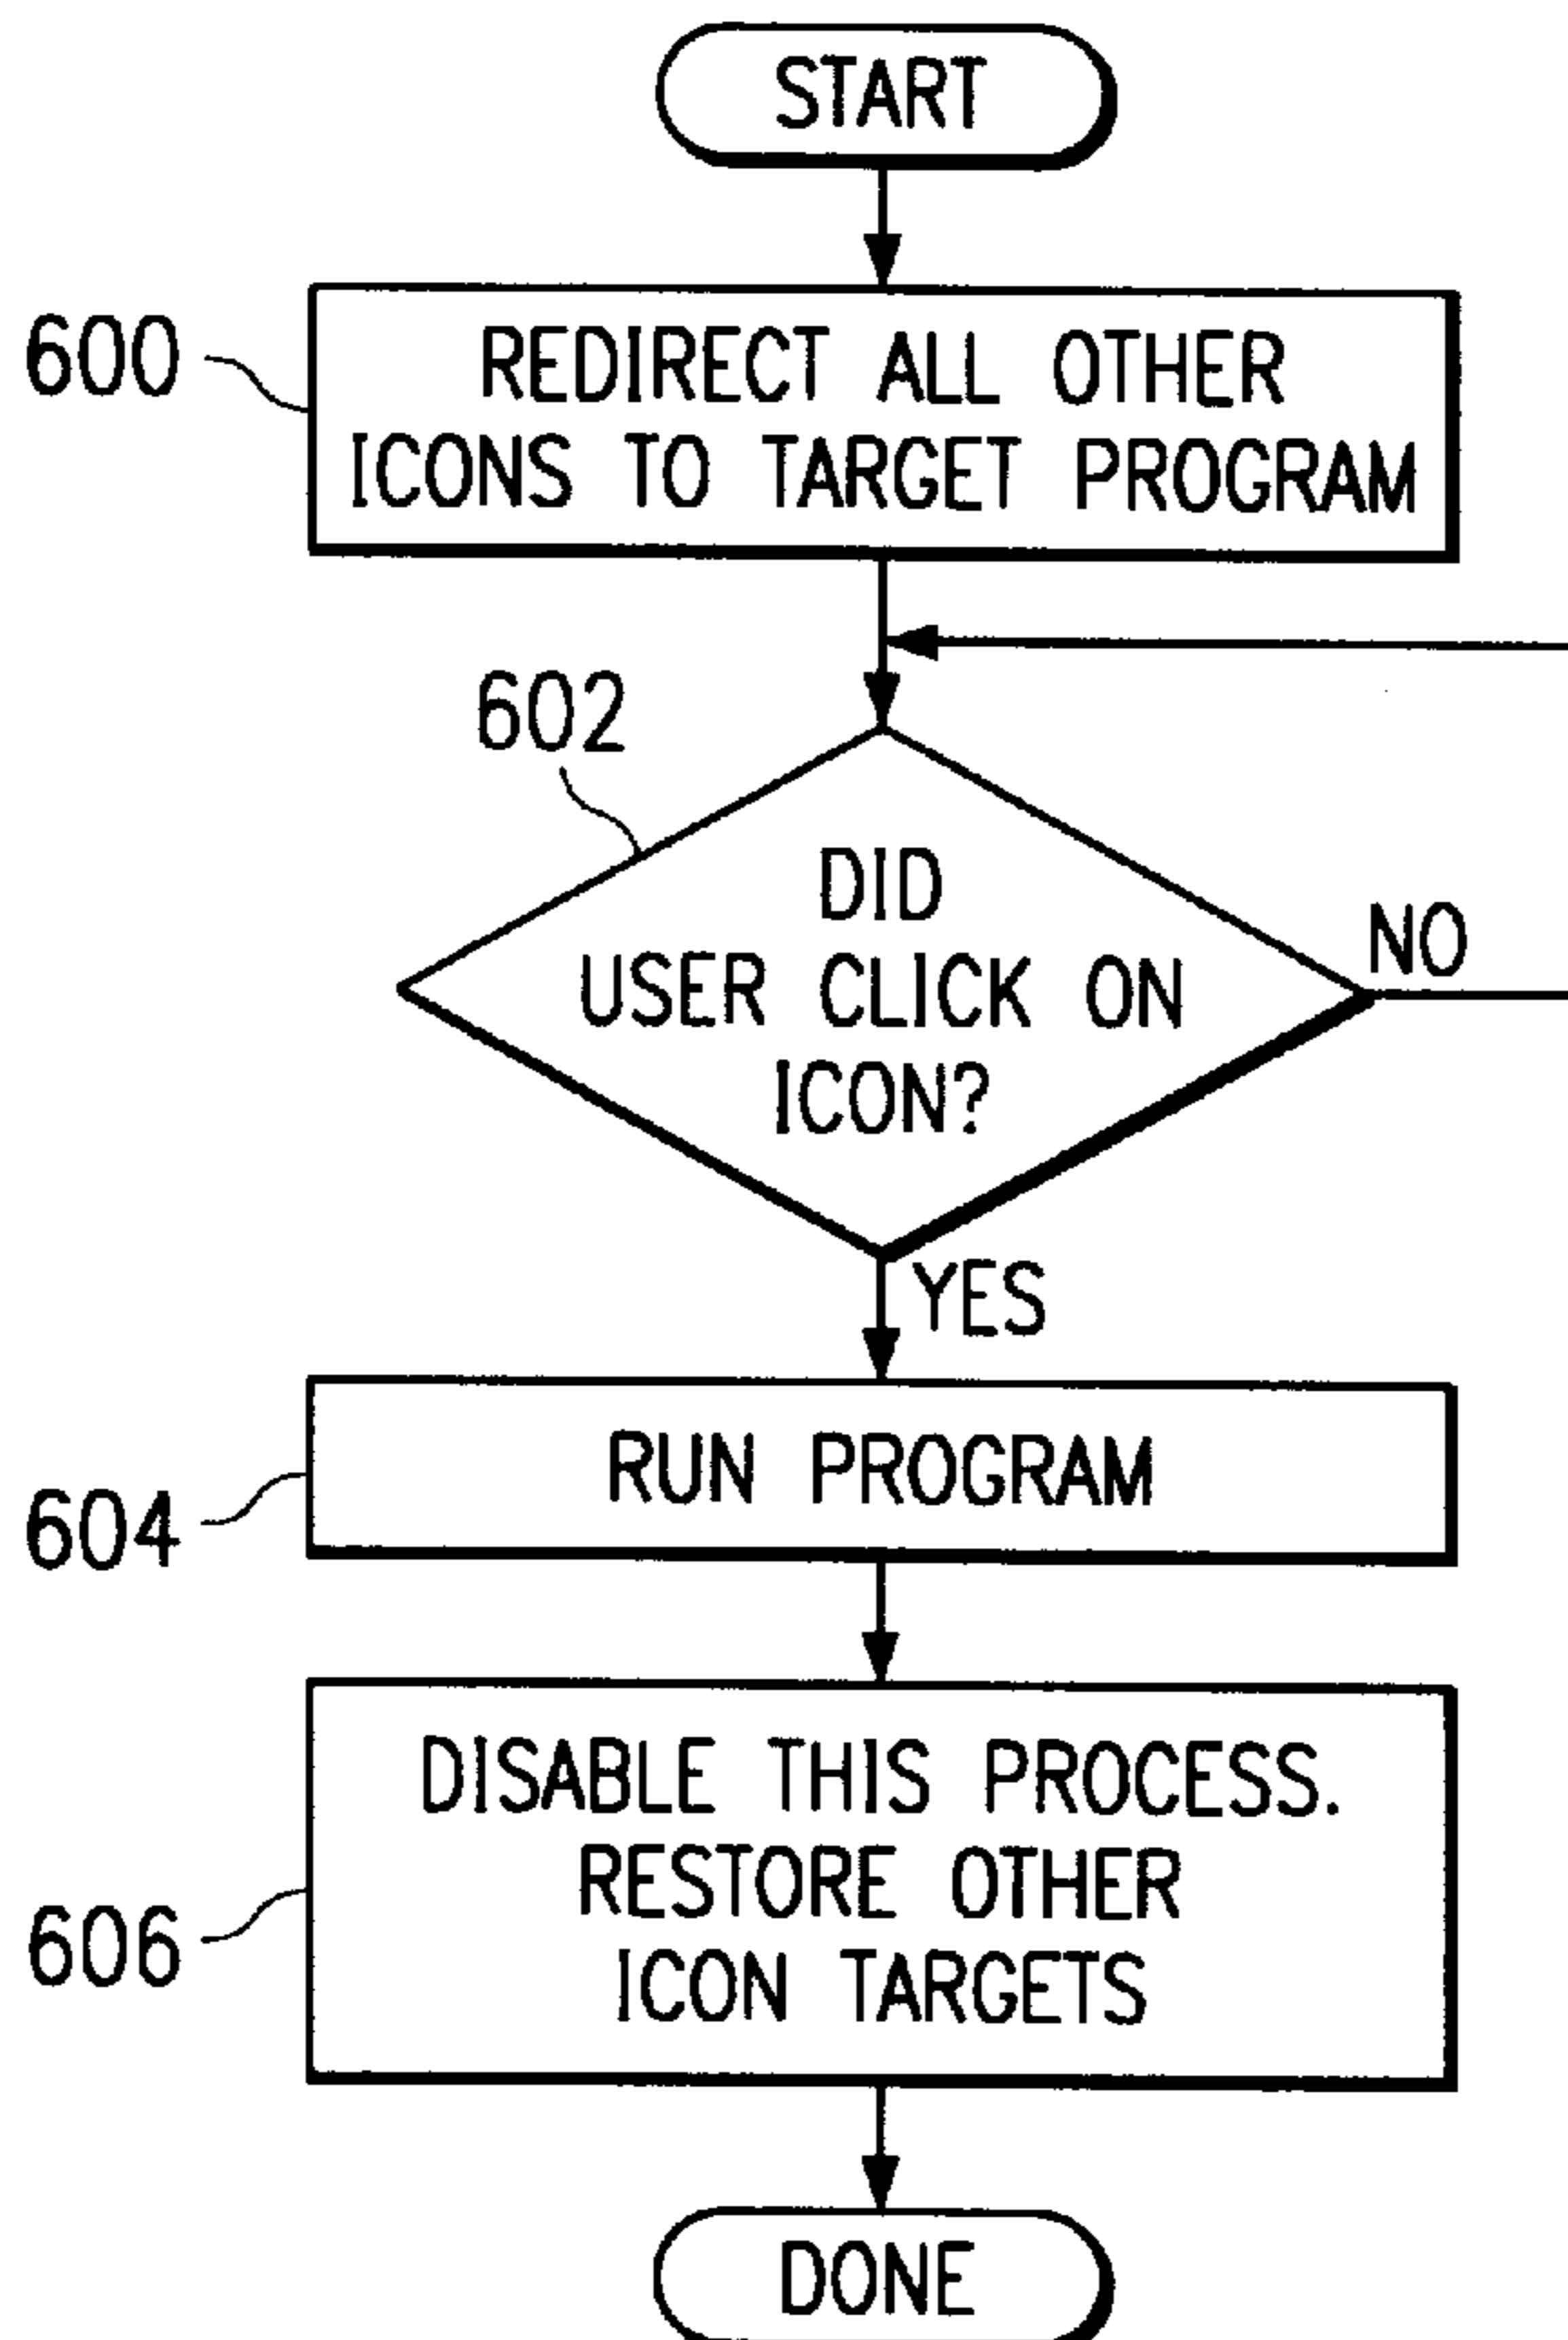 START
600
REDIRECT ALL OTHER
ICONS TO TARGET PROGRAM
602
DID
USER CLICK ON
ICON?
NO
YES
RUN PROGRAM
604
DISABLE THIS PROCESS.
RESTORE OTHER
ICON TARGETS
606
DONE